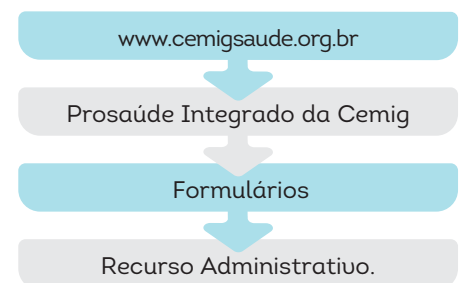 www.cemigsaude.org.br
Prosaúde Integrado da Cemig
Formulários
Recurso Administrativo.